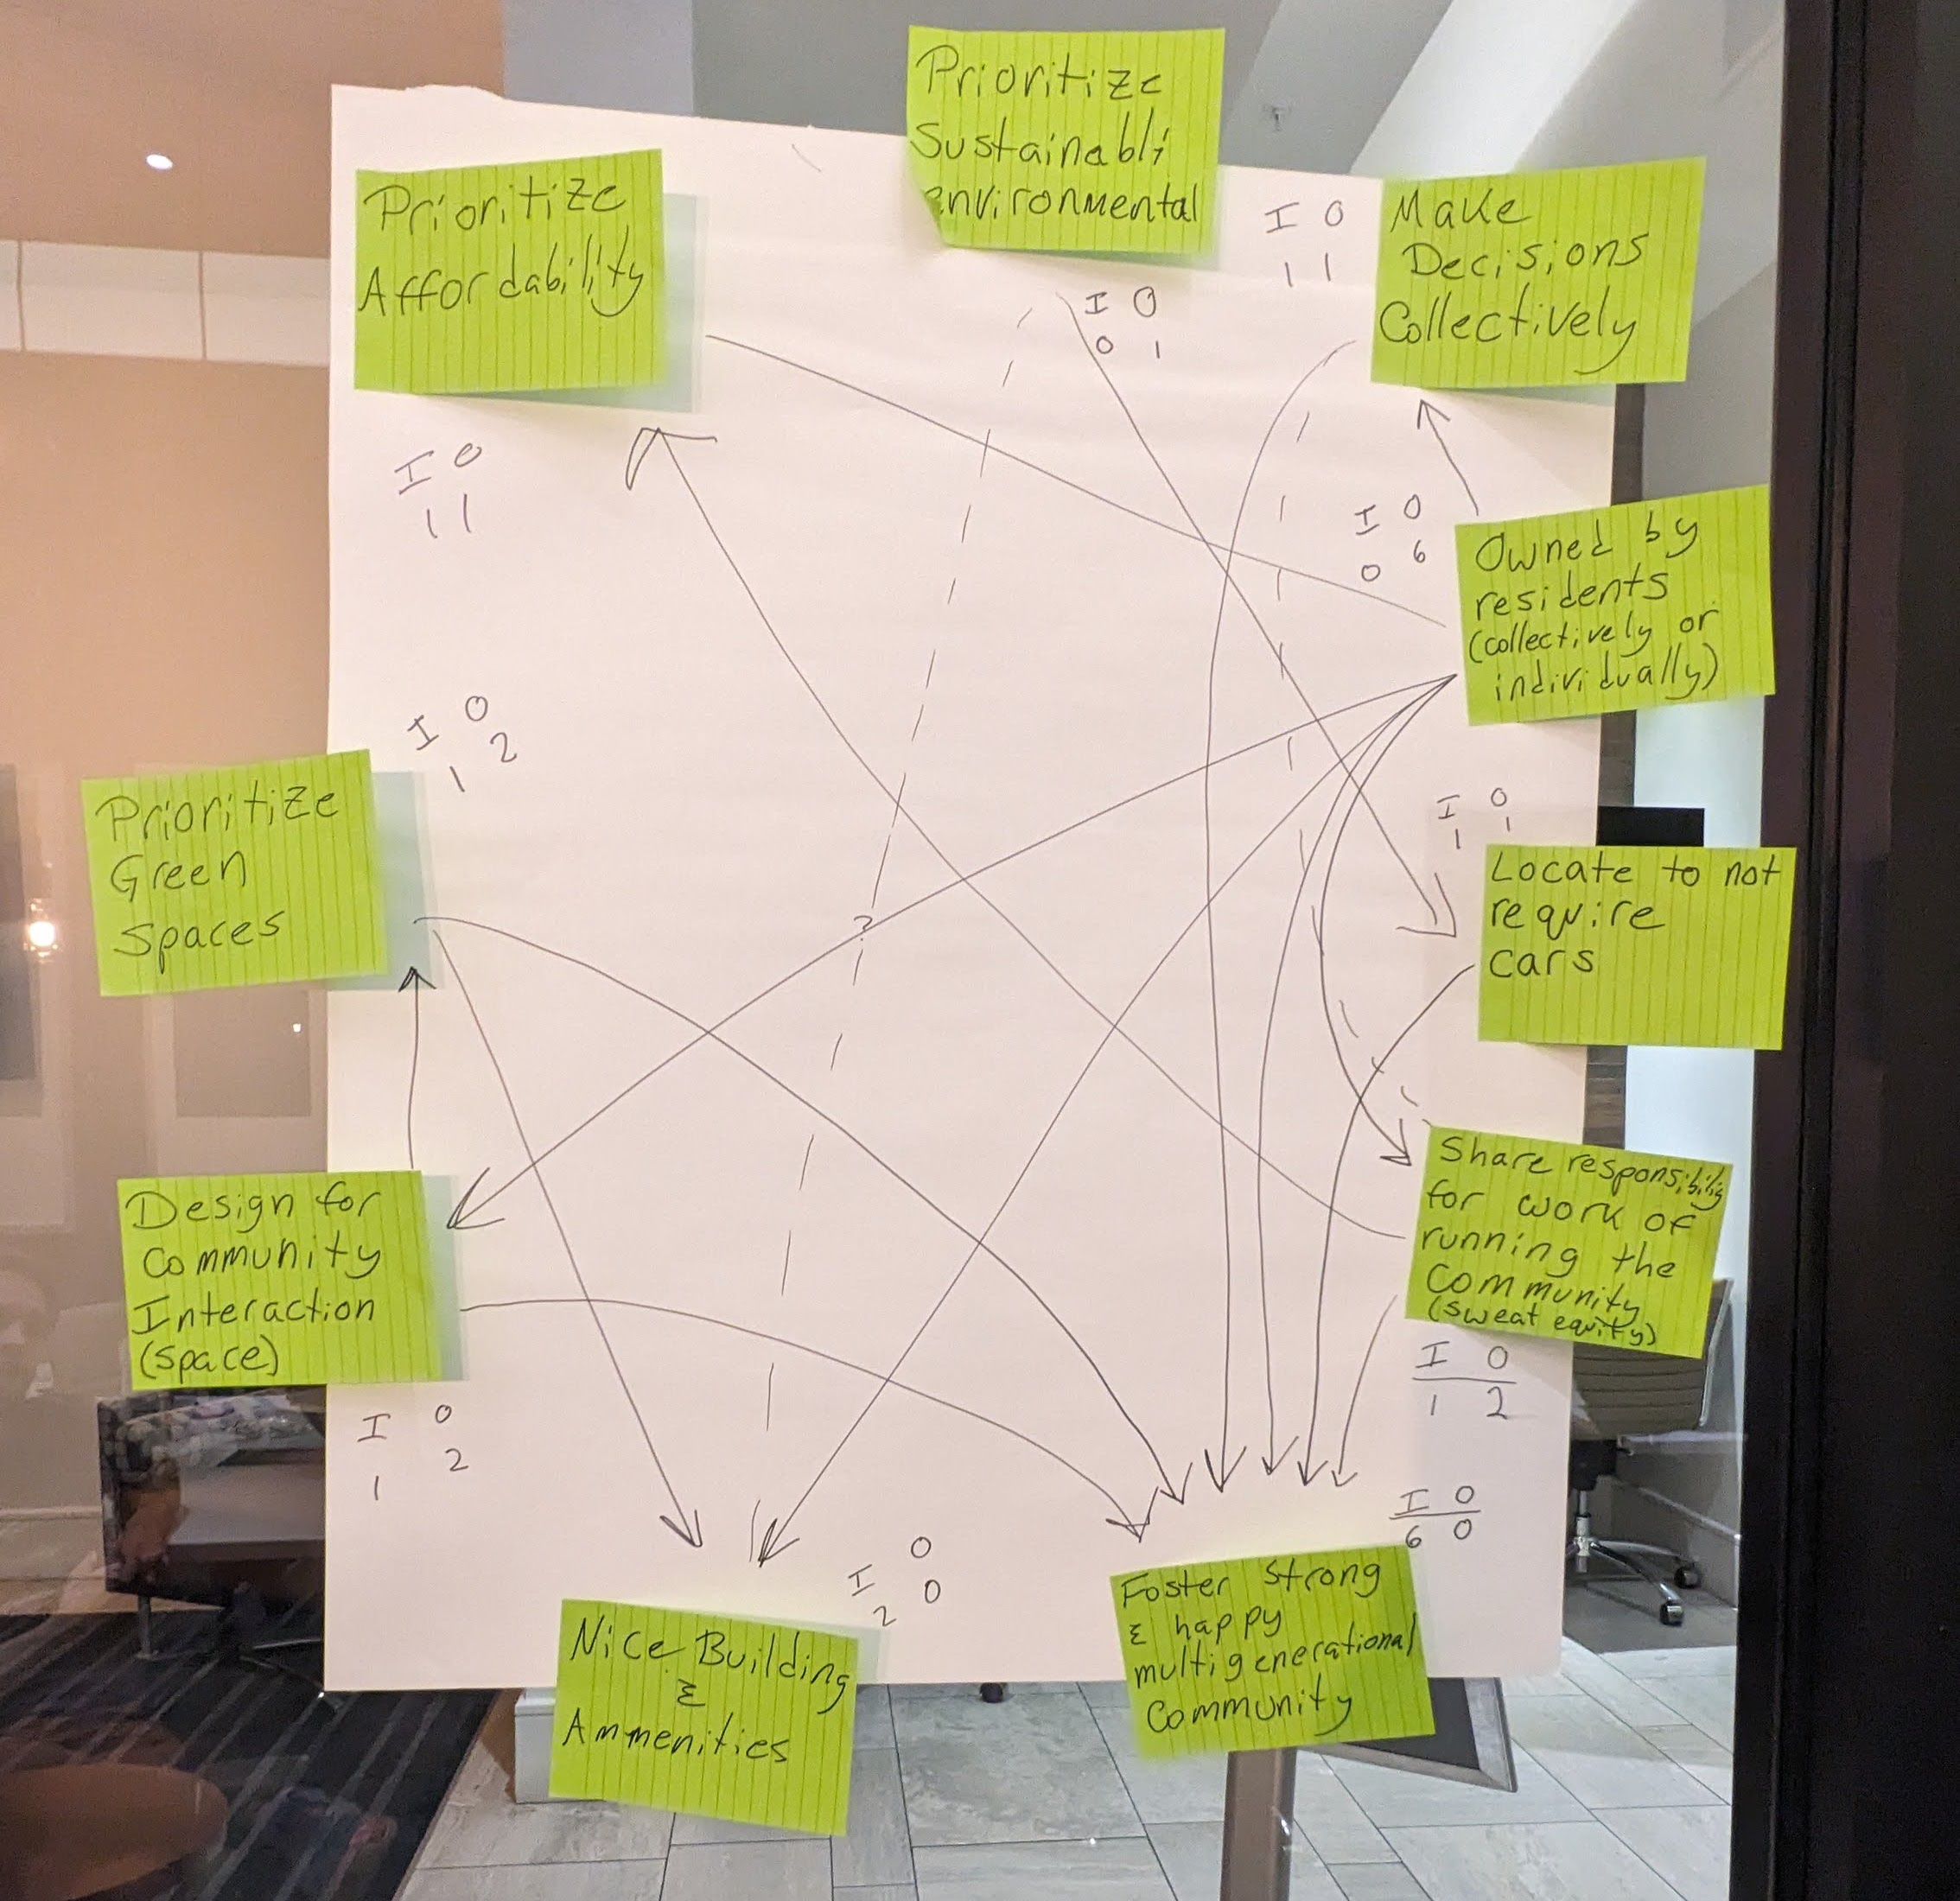 Prioritize
Sustainabli
environmental
I O
0 1
Prioritize
Affordability
I O
1 1
I O
1 1
Make
Decisions
Collectively
I O
0 6
Owned by
residents
(collectively or
individually)
I O
1 2
Prioritize
Green
Spaces
I O
1 1
Locate to not
require
cars
?
Design for
Community
Interaction
(space)
I O
1 2
Share responsibility
for work of
running the
Community
(sweat equity)
I O
1 2
I O
2 0
Nice Building
&
Ammenities
I O
6 0
Foster strong
& happy
multigenerational
Community